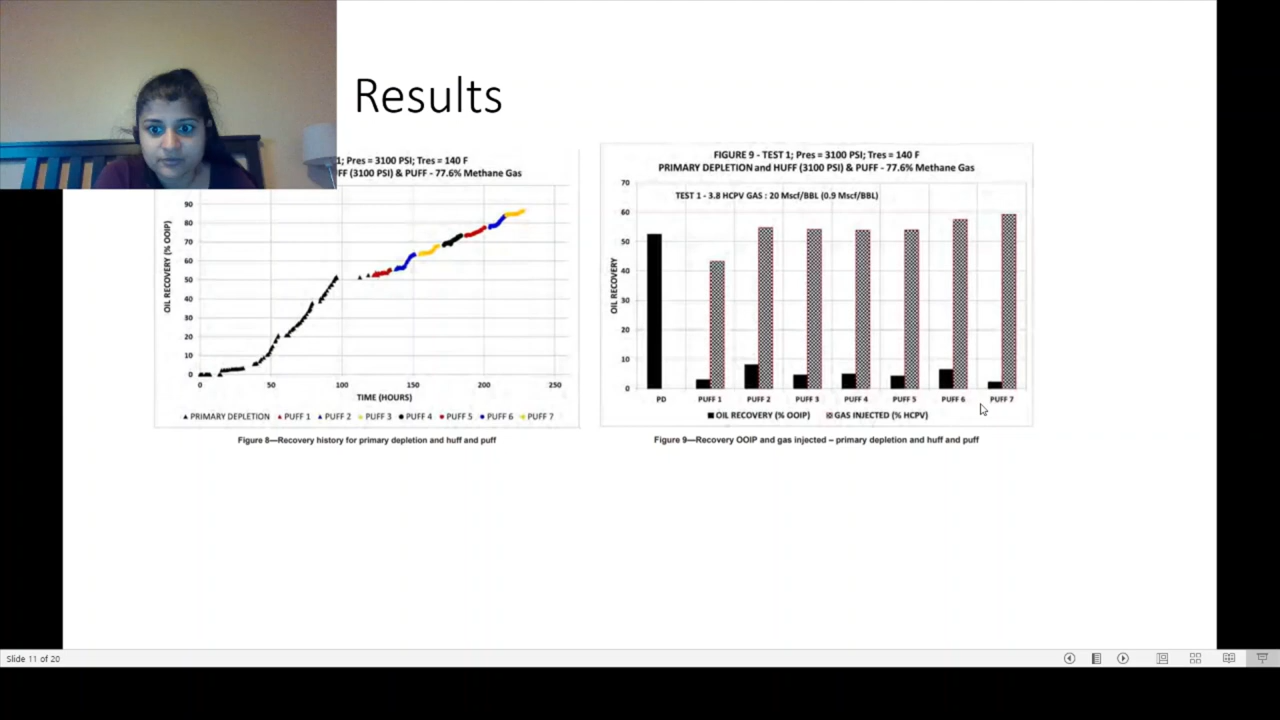 Results
1; Pres = 3100 PSI; Tres = 140 F
FF (3100 PSI) & PUFF - 77.6% Methane Gas
OIL RECOVERY (% OOIP)
90
80
70
60
50
40
30
20
10
0
0 50 100 150 200 250
TIME (HOURS)
PRIMARY DEPLETION PUFF 1 PUFF 2 PUFF 3 PUFF 4 PUFF 5 PUFF 6 PUFF 7
Figure 8—Recovery history for primary depletion and huff and puff
FIGURE 9 - TEST 1; Pres = 3100 PSI; Tres = 140 F
PRIMARY DEPLETION and HUFF (3100 PSI) & PUFF - 77.6% Methane Gas
TEST 1 - 3.8 HCPV GAS : 20 Mscf/BBL (0.9 Mscf/BBL)
OIL RECOVERY
70
60
50
40
30
20
10
0
PD PUFF 1 PUFF 2 PUFF 3 PUFF 4 PUFF 5 PUFF 6 PUFF 7
OIL RECOVERY (% OOIP) GAS INJECTED (% HCPV)
Figure 9—Recovery OOIP and gas injected – primary depletion and huff and puff
Slide 11 of 20